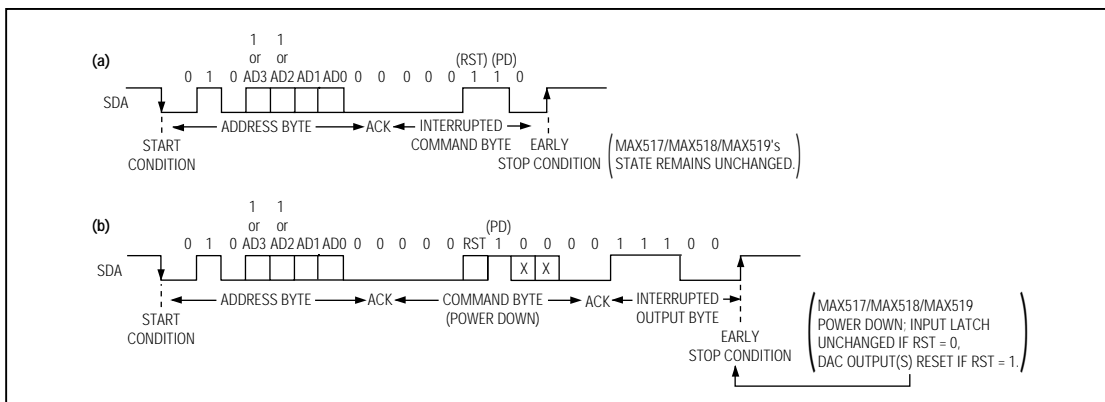 (a)
1 1
or or
(RST) (PD)
0 1 0 AD3 AD2 AD1 AD0 0 0 0 0 0 1 1 0
SDA
ADDRESS BYTE ACK INTERRUPTED
COMMAND BYTE
START
CONDITION
EARLY
STOP CONDITION
(MAX517/MAX518/MAX519's
STATE REMAINS UNCHANGED.)
(b)
1 1
or or
(PD)
0 1 0 AD3 AD2 AD1 AD0 0 0 0 0 RST 1 0 0 0 0 1 1 1 0 0
SDA
X X
ADDRESS BYTE ACK COMMAND BYTE
(POWER DOWN)
ACK INTERRUPTED
OUTPUT BYTE
START
CONDITION
EARLY
STOP CONDITION
(MAX517/MAX518/MAX519
POWER DOWN; INPUT LATCH
UNCHANGED IF RST = 0,
DAC OUTPUT(S) RESET IF RST = 1.)